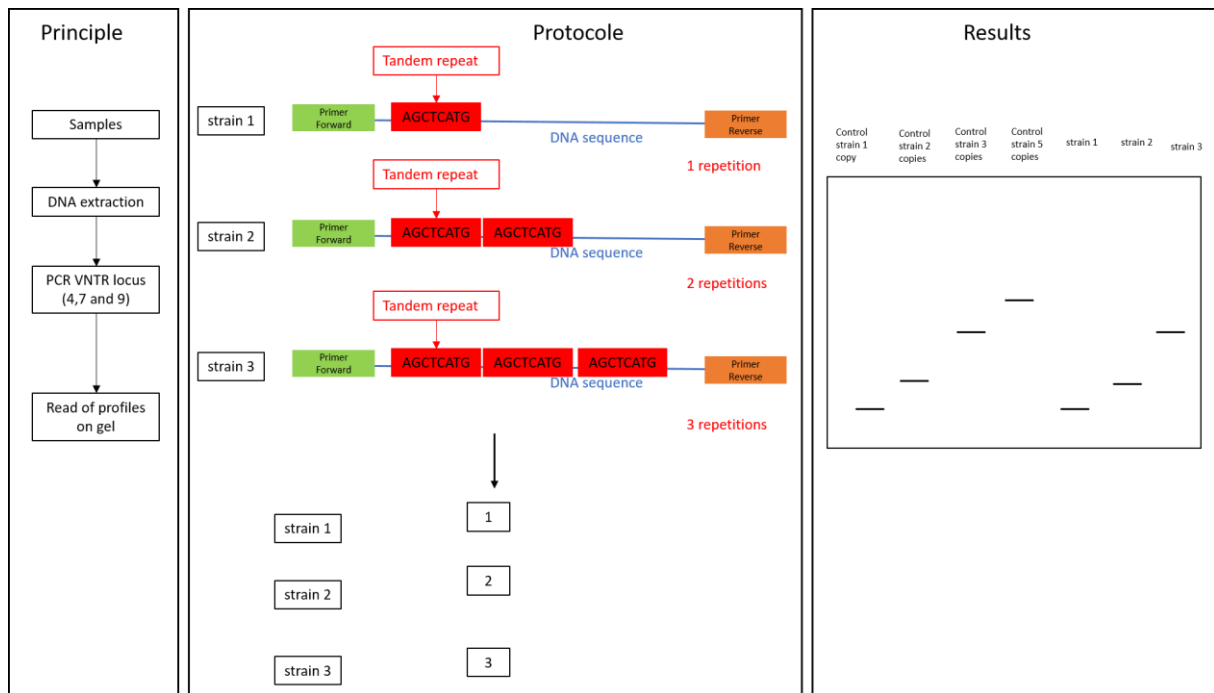 Principle
Samples
DNA extraction
PCR VNTR locus
(4,7 and 9)
Read of profiles
on gel
Protocole
Tandem repeat
strain 1
Primer
Forward
AGCTCATG
DNA sequence
Primer
Reverse
1 repetition
Tandem repeat
strain 2
Primer
Forward
AGCTCATG
AGCTCATG
DNA sequence
Primer
Reverse
2 repetitions
Tandem repeat
strain 3
Primer
Forward
AGCTCATG
AGCTCATG
AGCTCATG
DNA sequence
Primer
Reverse
3 repetitions
strain 1
1
strain 2
2
strain 3
3
Results
Control
strain 1
copy
Control
strain 2
copies
Control
strain 3
copies
Control
strain 5
copies
strain 1
strain 2
strain 3